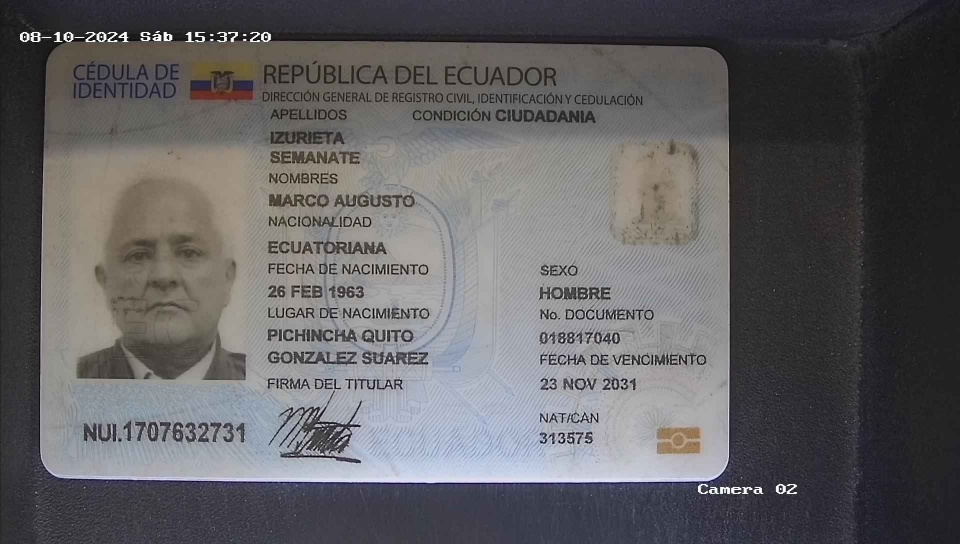 08-10-2024 Sáb 15:37:20
CÉDULA DE
IDENTIDAD
REPÚBLICA DEL ECUADOR
DIRECCIÓN GENERAL DE REGISTRO CIVIL, IDENTIFICACIÓN Y CEDULACIÓN
APELLIDOS
CONDICIÓN CIUDADANIA
IZURIETA
SEMANATE
NOMBRES
MARCO AUGUSTO
NACIONALIDAD
ECUATORIANA
FECHA DE NACIMIENTO
26 FEB 1963
LUGAR DE NACIMIENTO
PICHINCHA QUITO
GONZALEZ SUAREZ
FIRMA DEL TITULAR
SEXO
HOMBRE
No. DOCUMENTO
018817040
FECHA DE VENCIMIENTO
23 NOV 2031
NAT/CAN
313575
NUI.1707632731
Camera 02